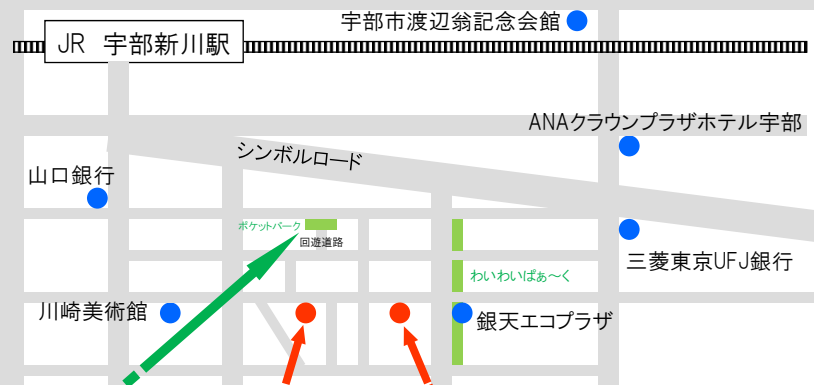 宇部市渡辺翁記念会館
JR 宇部新川駅
ANAクラウンプラザホテル宇部
シンボルロード
山口銀行
ポケットパーク
回遊道路
三菱東京UFJ銀行
わいわいぱぁ～く
川崎美術館
銀天エコプラザ